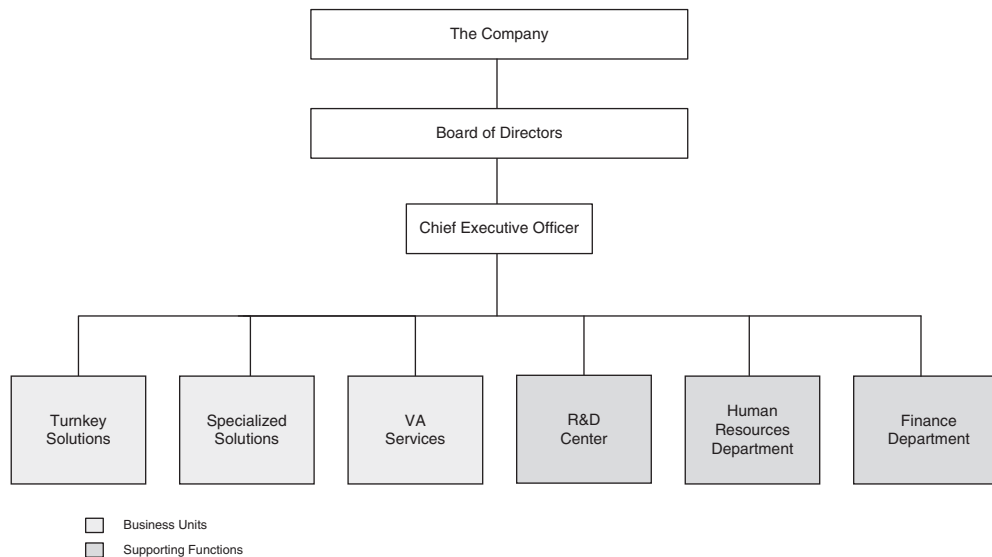 The Company
Board of Directors
Chief Executive Officer
Turnkey
Solutions
Specialized
Solutions
VA
Services
R&D
Center
Human
Resources
Department
Finance
Department
Business Units
Supporting Functions